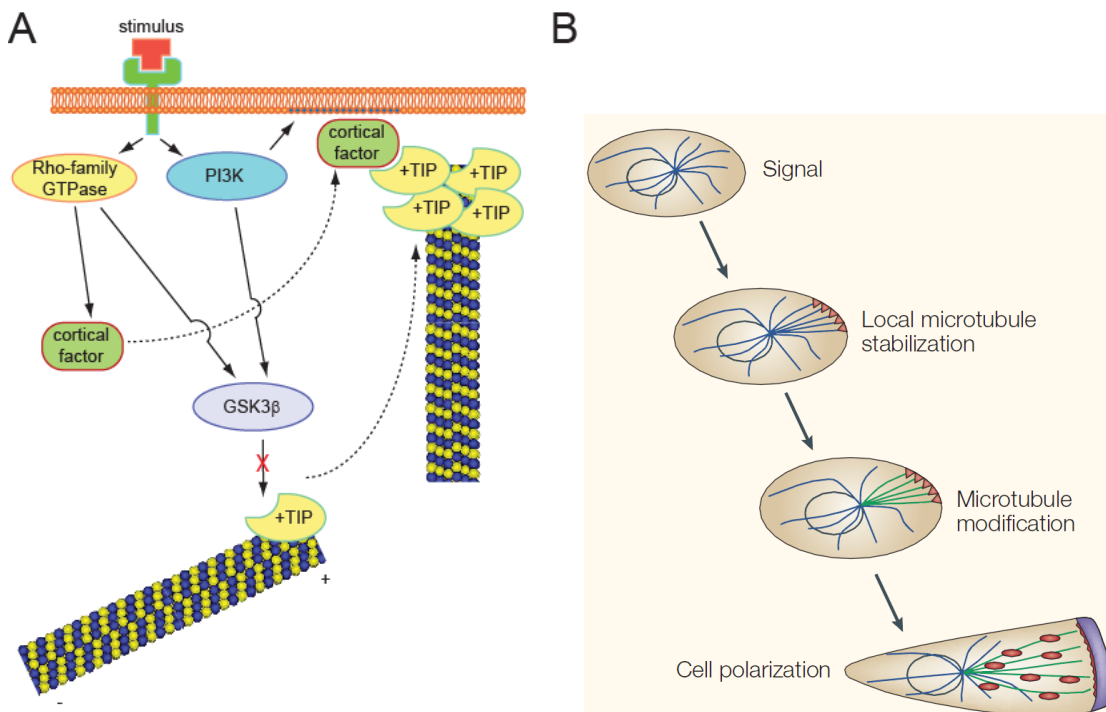 A
stimulus
Rho-family
GTPase
PI3K
cortical
factor
+TIP
+TIP
+TIP
+TIP
cortical
factor
GSK3β
X
+TIP
+
-
B
Signal
Local microtubule
stabilization
Microtubule
modification
Cell polarization